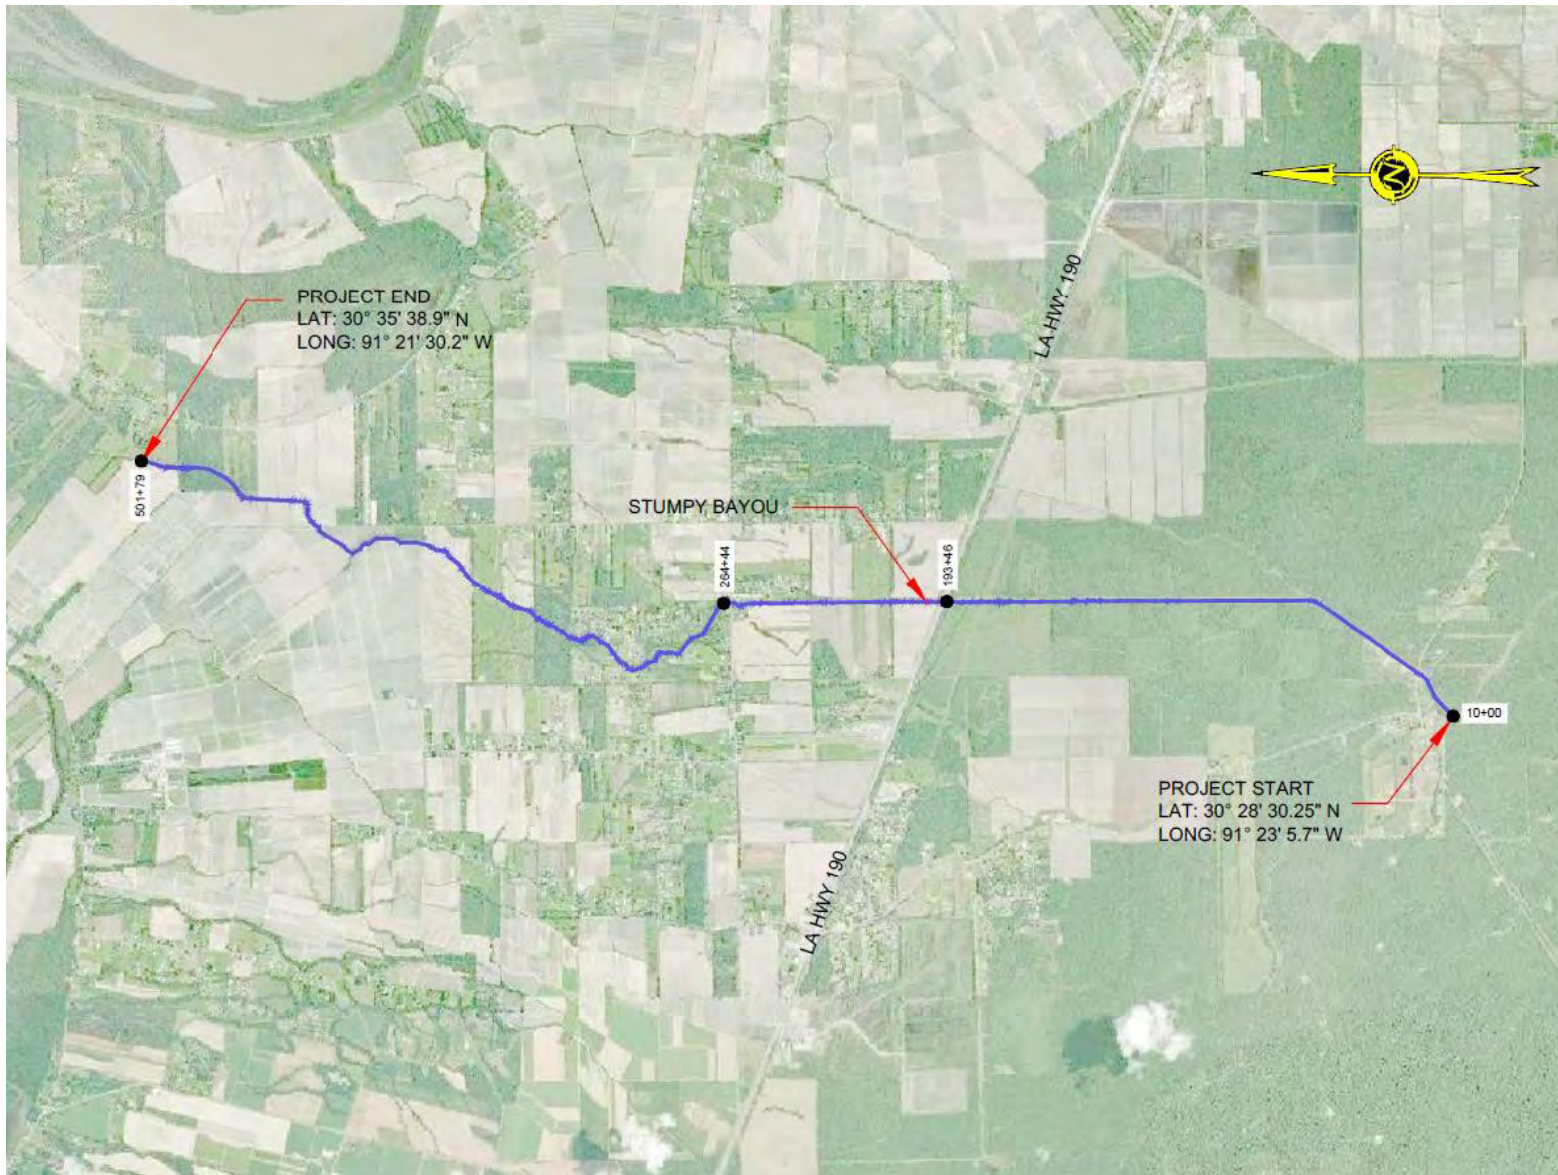 N
LA HWY 190
PROJECT END
LAT: 30° 35' 38.9" N
LONG: 91° 21' 30.2" W
501+79
STUMPY BAYOU
264+44
193+46
10+00
PROJECT START
LAT: 30° 28' 30.25" N
LONG: 91° 23' 5.7" W
LA HWY 190